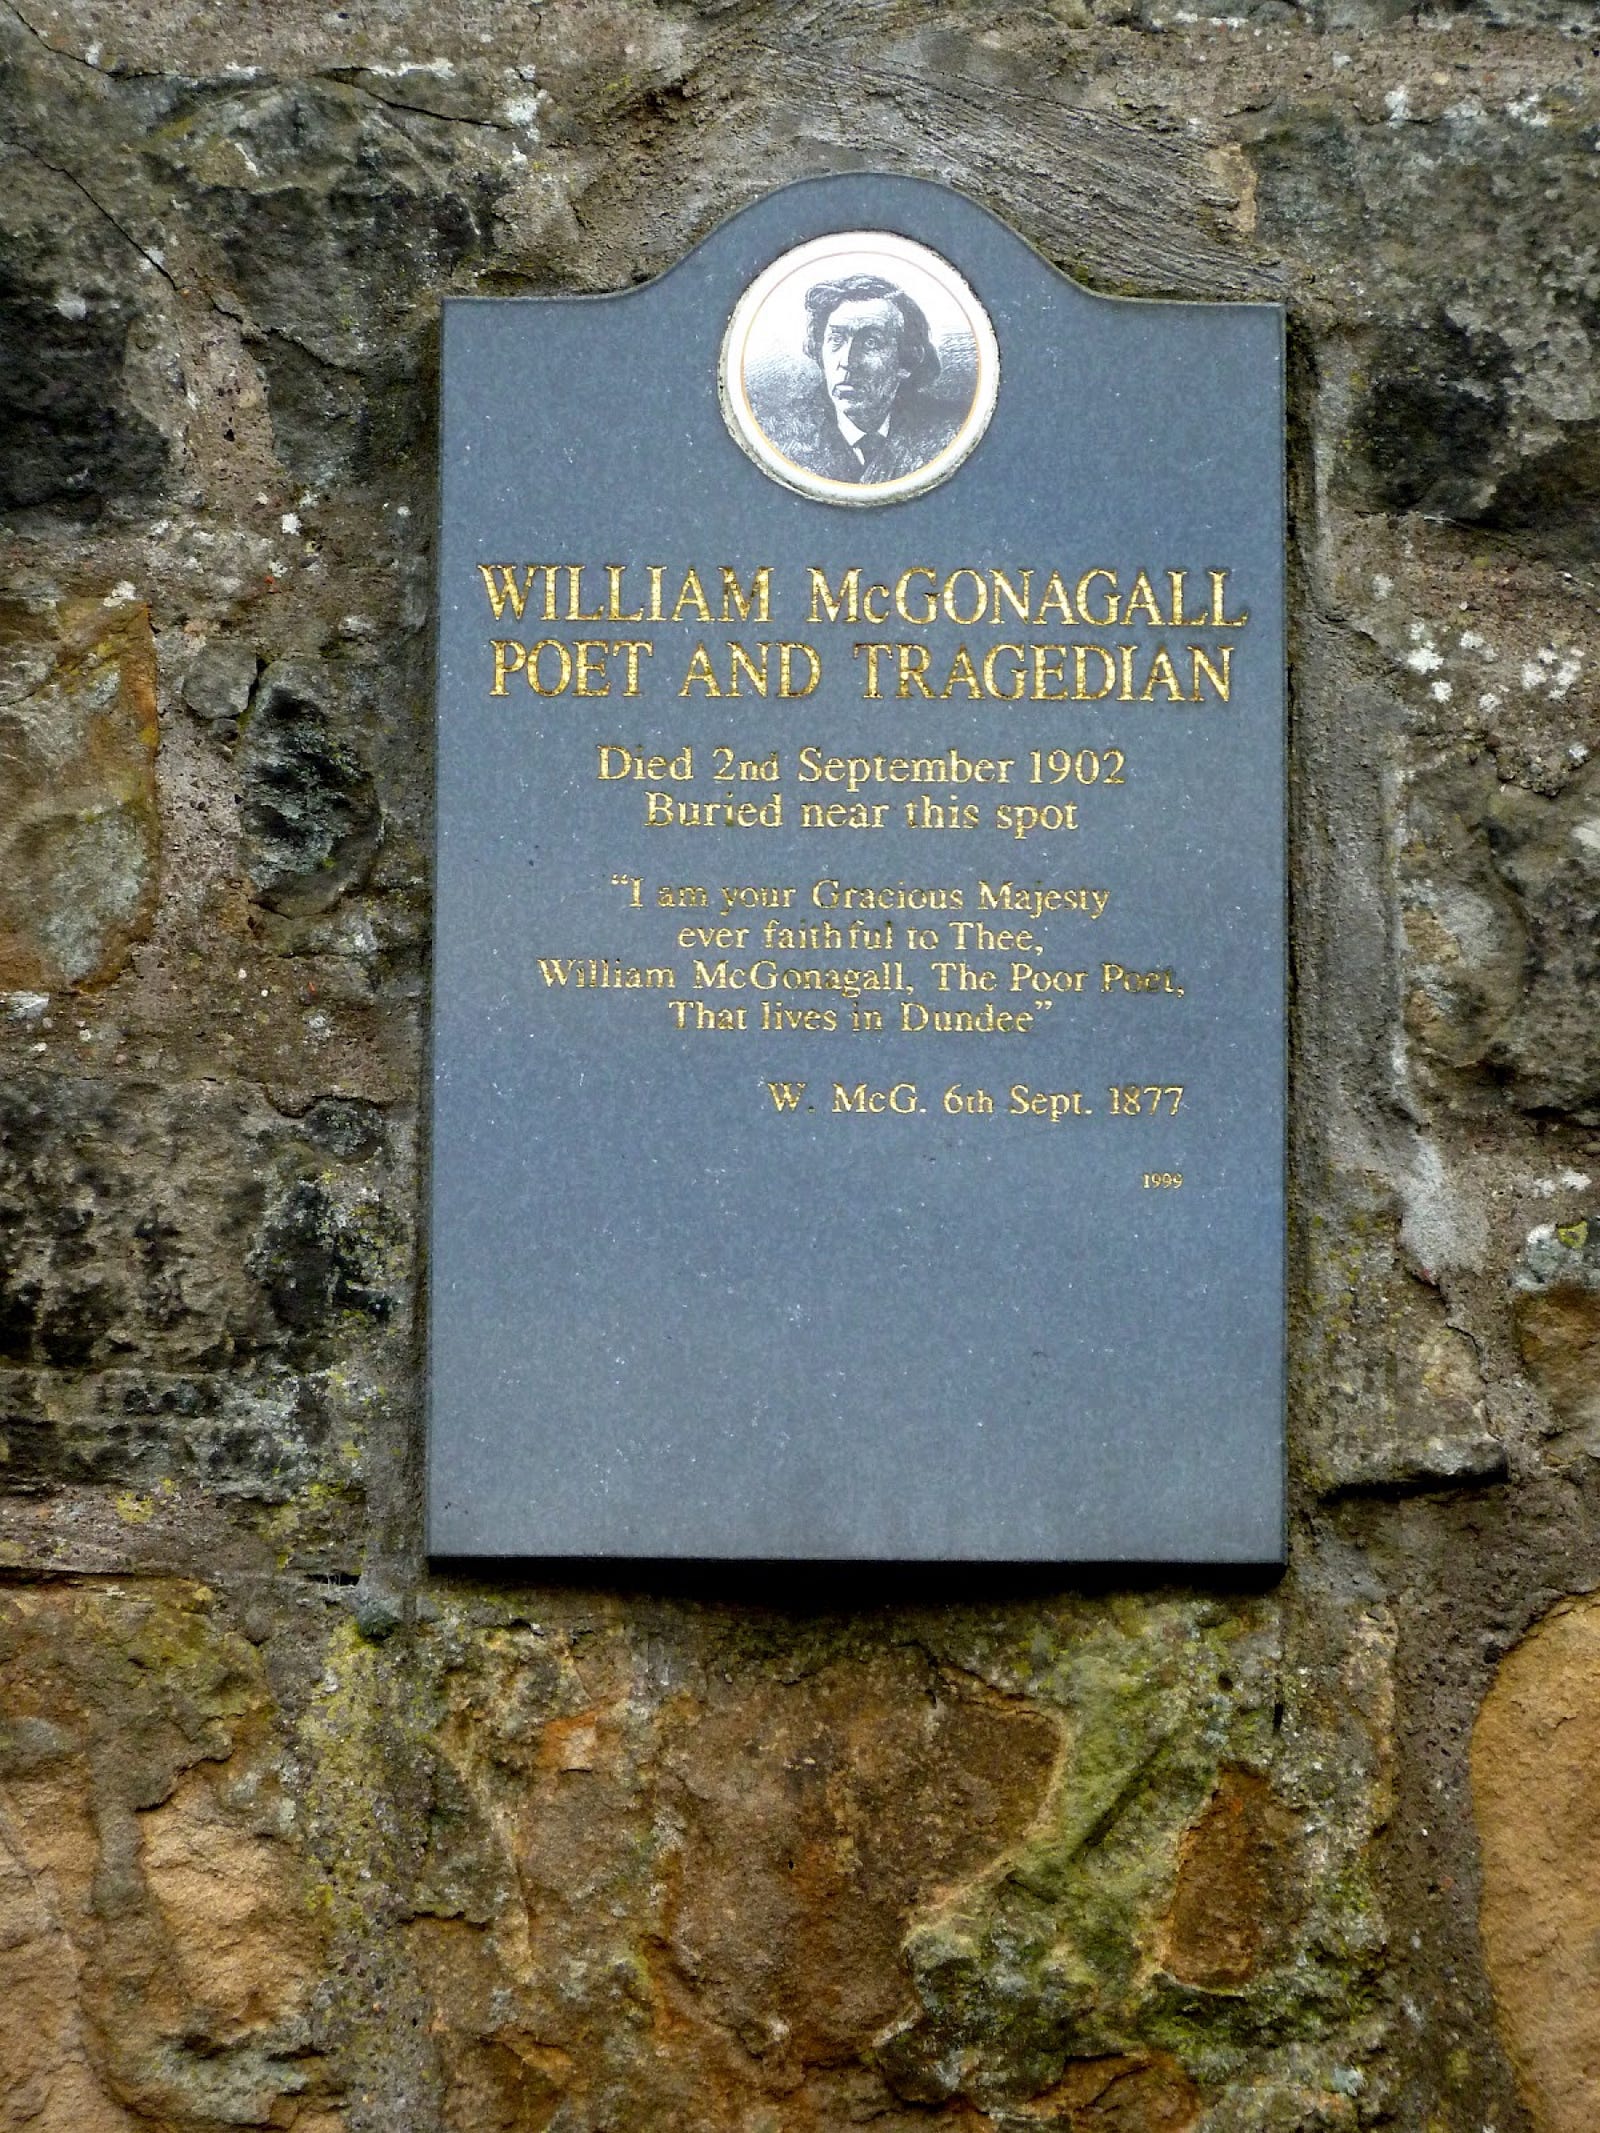 WILLIAM McGONAGALL
POET AND TRAGEDIAN
Died 2nd September 1902
Buried near this spot
“I am your Gracious Majesty
ever faithful to Thee,
William McGonagall, The Poor Poet,
That lives in Dundee”
W. McG. 6th Sept. 1877
1999